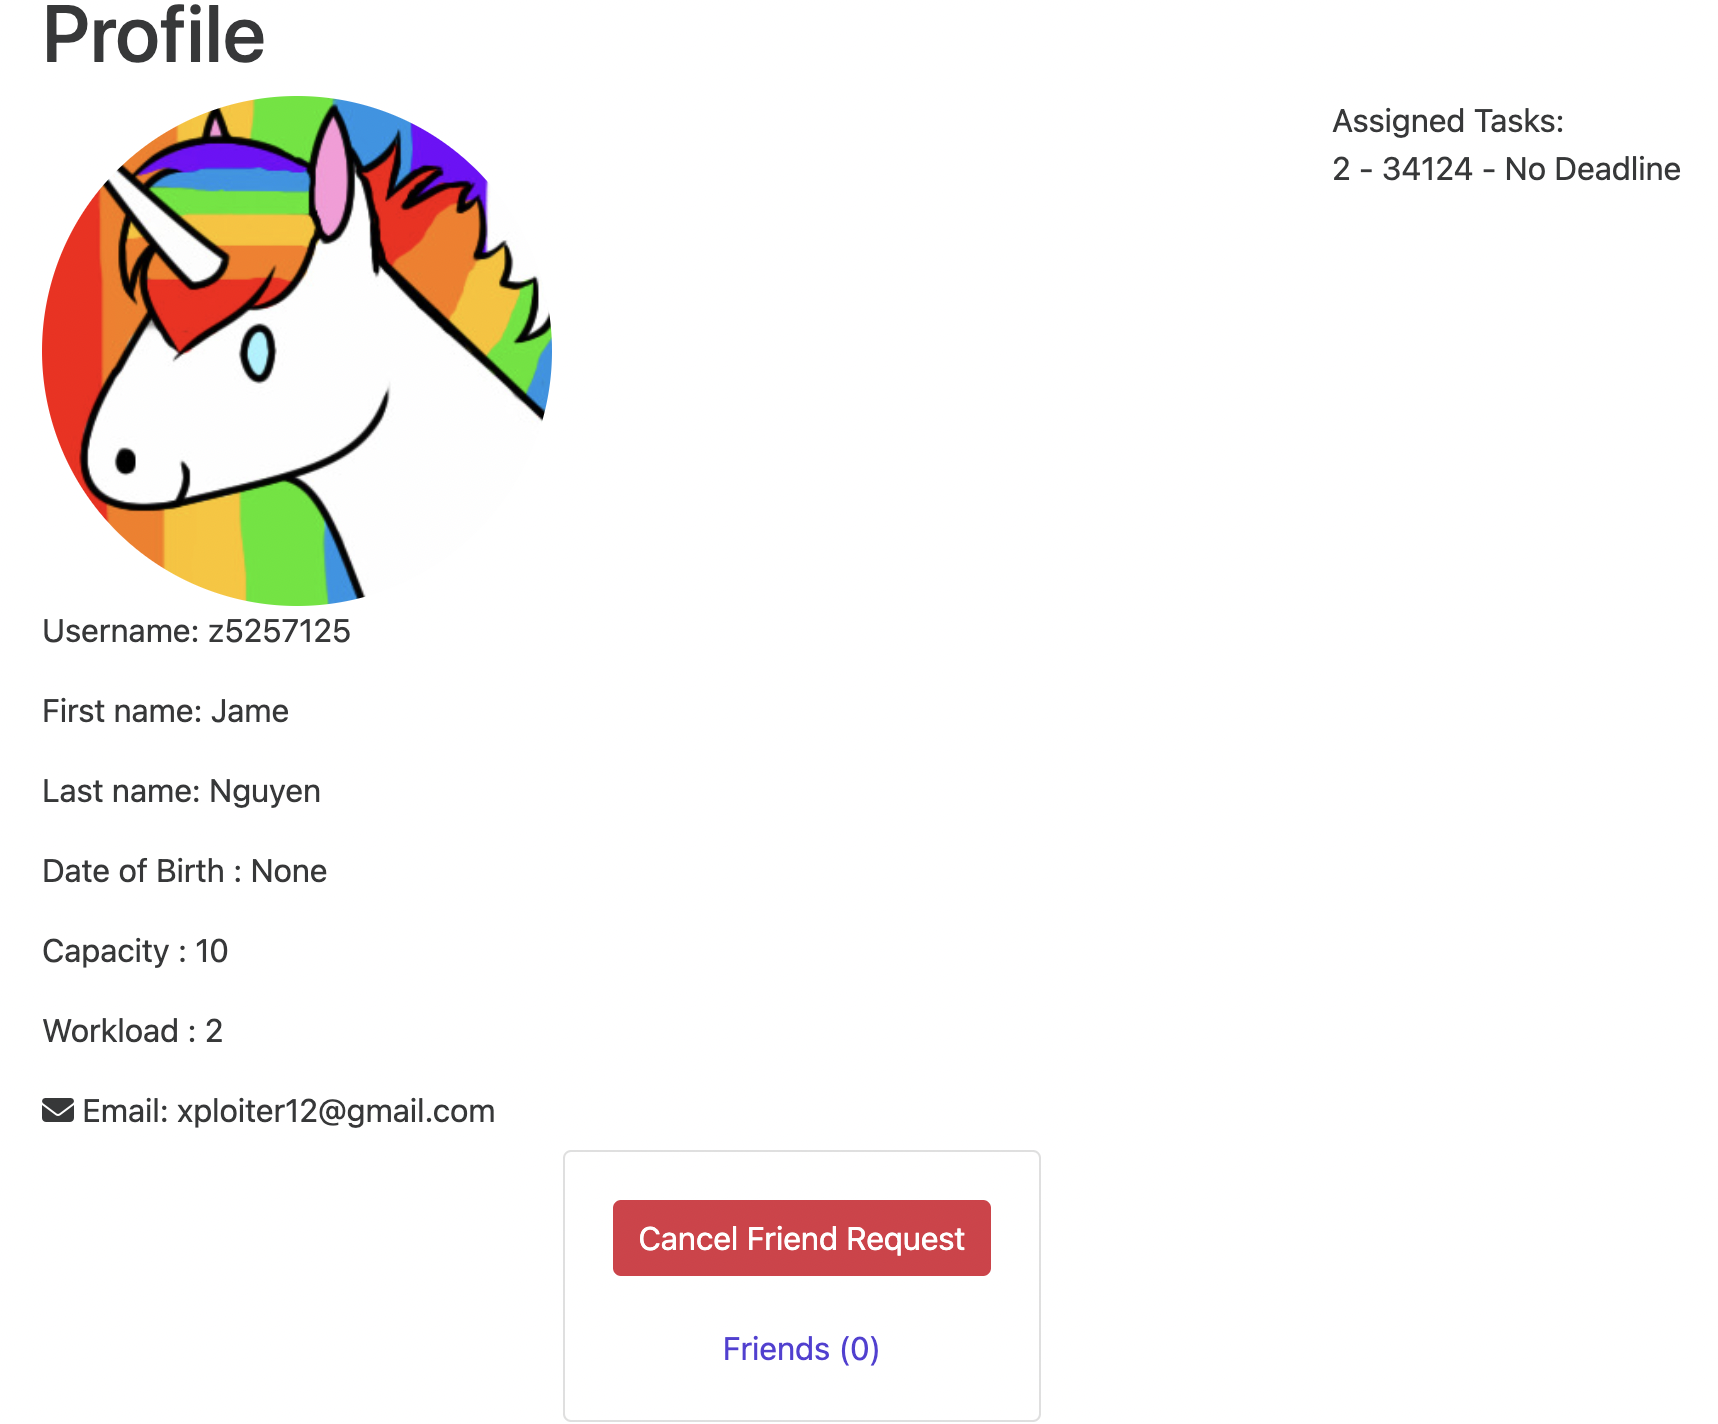 Profile
Assigned Tasks:
2 - 34124 - No Deadline
Username: z5257125
First name: Jame
Last name: Nguyen
Date of Birth : None
Capacity : 10
Workload : 2
Email: xploiter12@gmail.com
Cancel Friend Request
Friends (0)